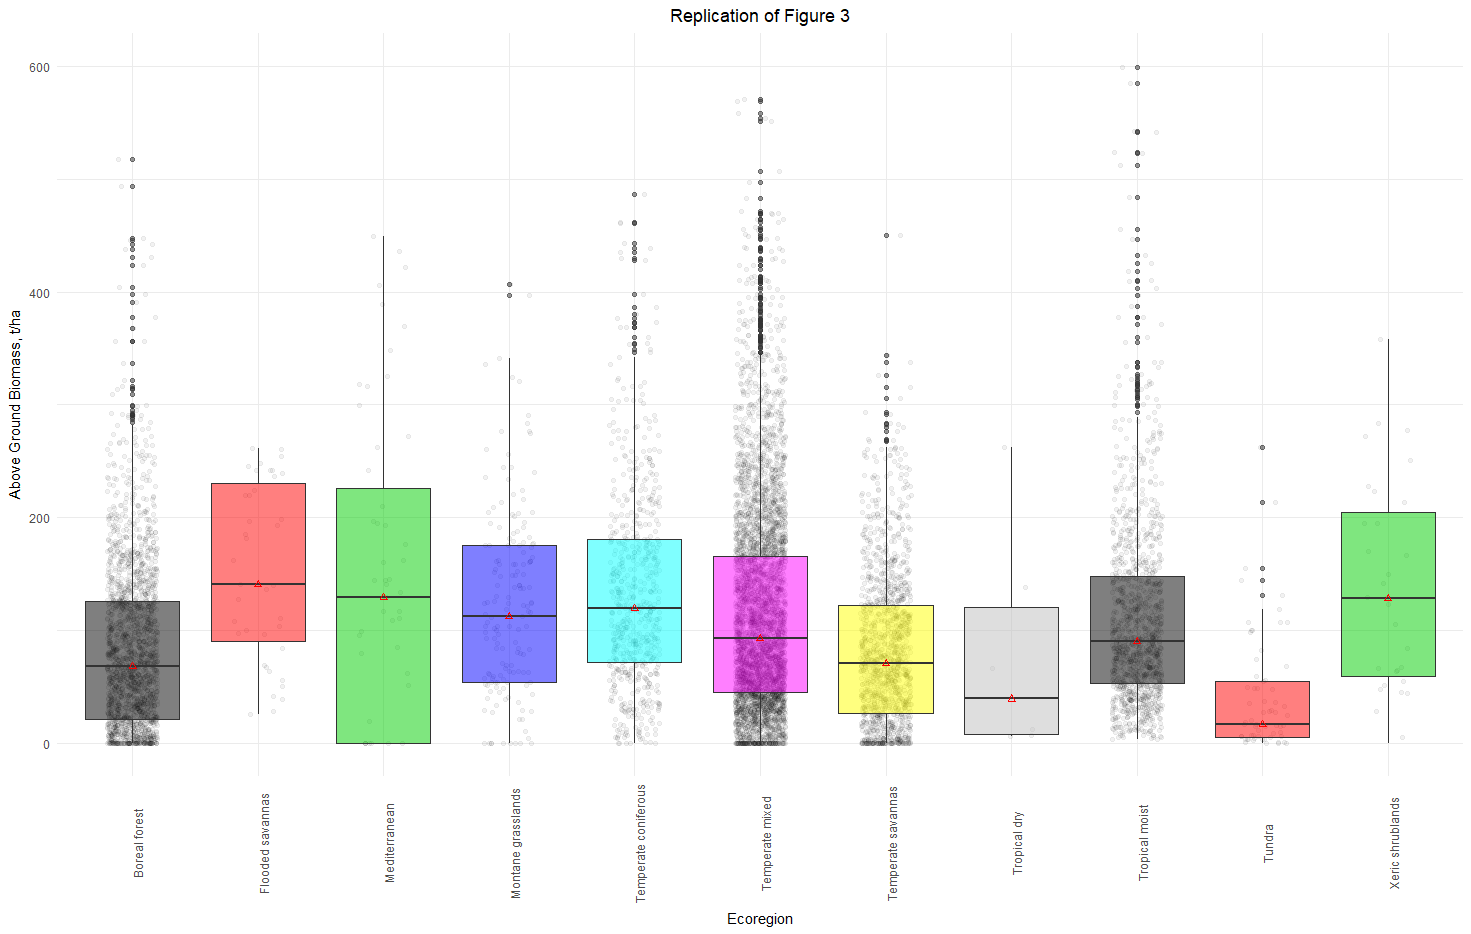 Replication of Figure 3
Above Ground Biomass, t/ha
600
400
200
0
Boreal forest
Flooded savannas
Mediterranean
Montane grasslands
Temperate coniferous
Temperate mixed
Temperate savannas
Tropical dry
Tropical moist
Tundra
Xeric shrublands
Ecoregion